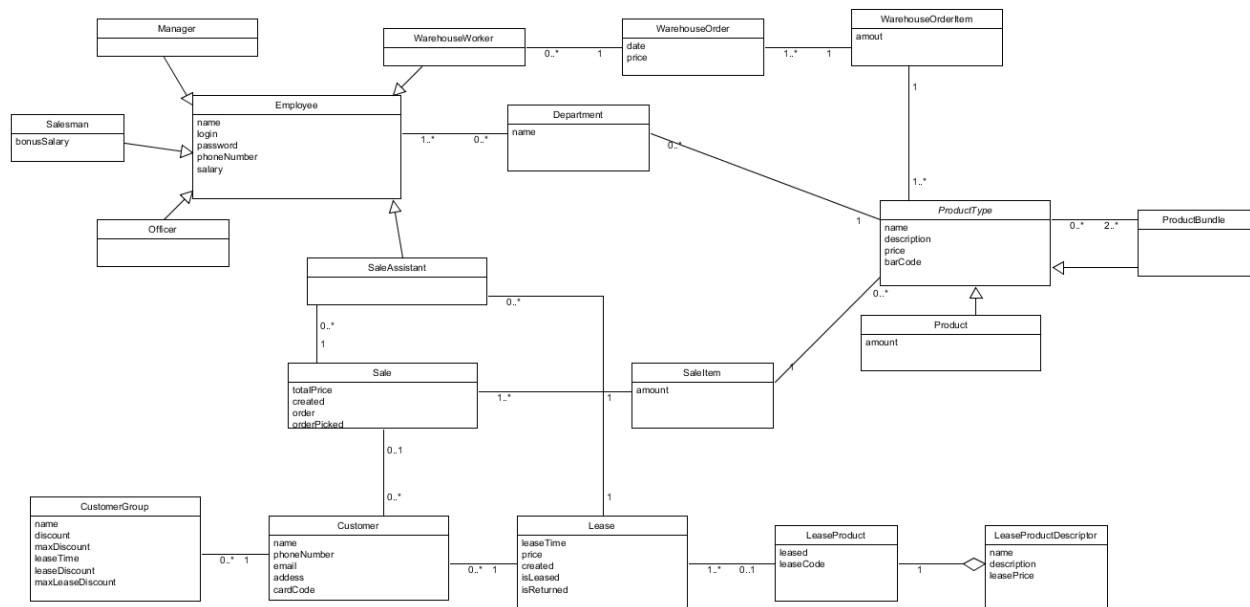 Manager
WarehouseWorker
0..*
1
WarehouseOrder
date
price
1..*
1
WarehouseOrderItem
amout
1
1..*
Employee
name
login
password
phoneNumber
salary
1..*
0..*
Department
name
0..*
1
Salesman
bonusSalary
Officer
ProductType
name
description
price
barCode
0..*
2..*
ProductBundle
0..*
Product
amount
SaleAssistant
0..*
0..*
1
Sale
totalPrice
created
order
orderPicked
1..*
1
SaleItem
amount
1
0..1
0..*
1
CustomerGroup
name
discount
maxDiscount
leaseTime
leaseDiscount
maxLeaseDiscount
0..*
1
Customer
name
phoneNumber
email
addess
cardCode
0..*
1
Lease
leaseTime
price
created
isLeased
isReturned
1..*
0..1
LeaseProduct
leased
leaseCode
1
LeaseProductDescriptor
name
description
leasePrice